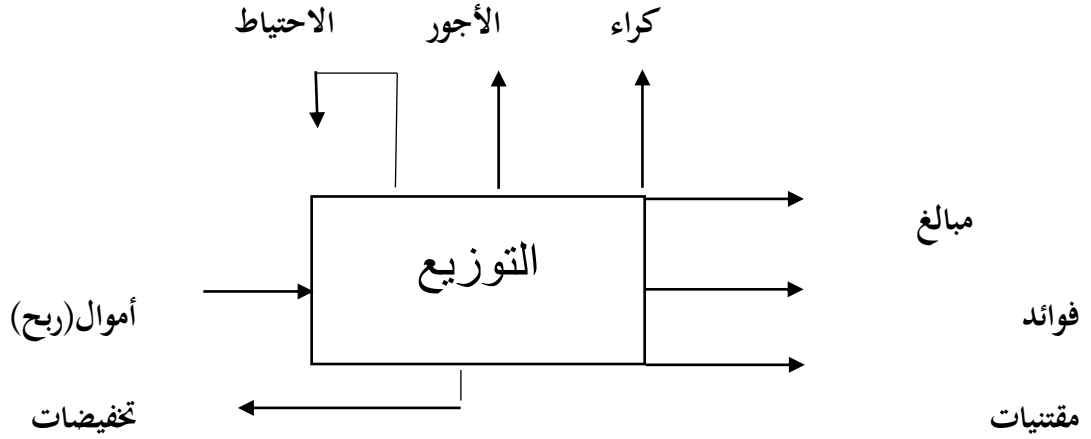 كراء الأجور الاحتياط
مبالغ
التوزيع
فوائد أموال(ربح)
مقتنيات تخفيضات